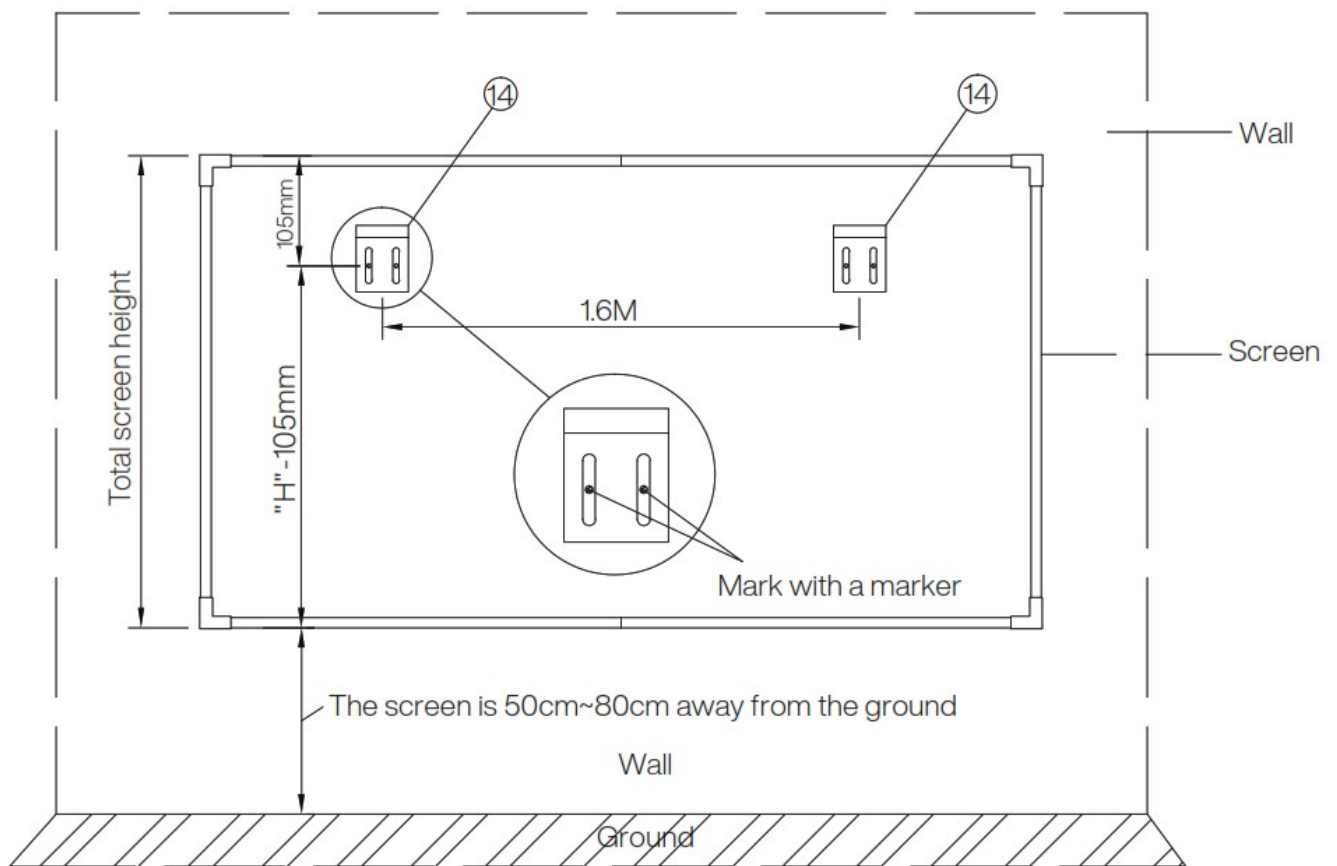 14
14
Wall
105mm
Total screen height
1.6M
Screen
"H"-105mm
Mark with a marker
The screen is 50cm~80cm away from the ground
Wall
Ground